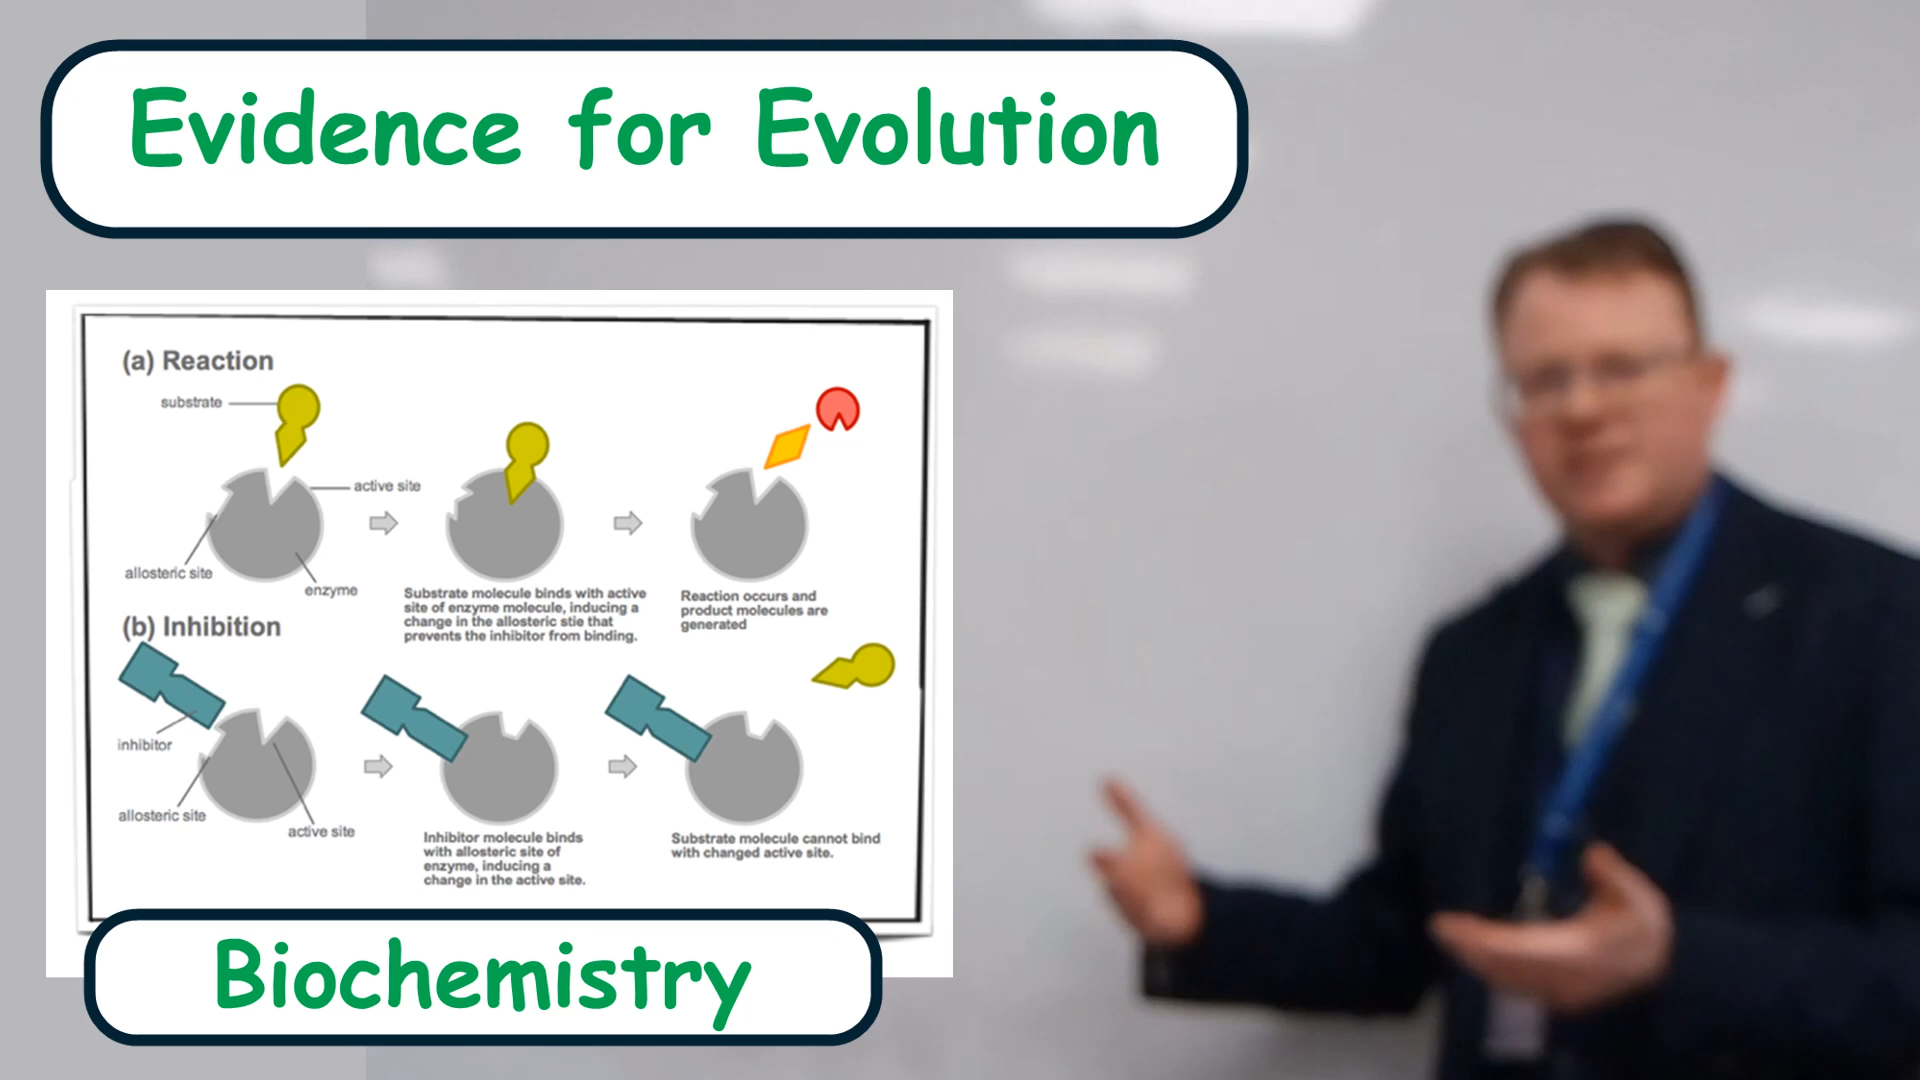 Evidence for Evolution
(a) Reaction
substrate
active site
allosteric site
enzyme
Substrate molecule binds with active
site of enzyme molecule, inducing a
change in the allosteric stie that
prevents the inhibitor from binding.
Reaction occurs and
product molecules are
generated
(b) Inhibition
inhibitor
allosteric site
active site
Inhibitor molecule binds
with allosteric site of
enzyme, inducing a
change in the active site.
Substrate molecule cannot bind
with changed active site.
Biochemistry